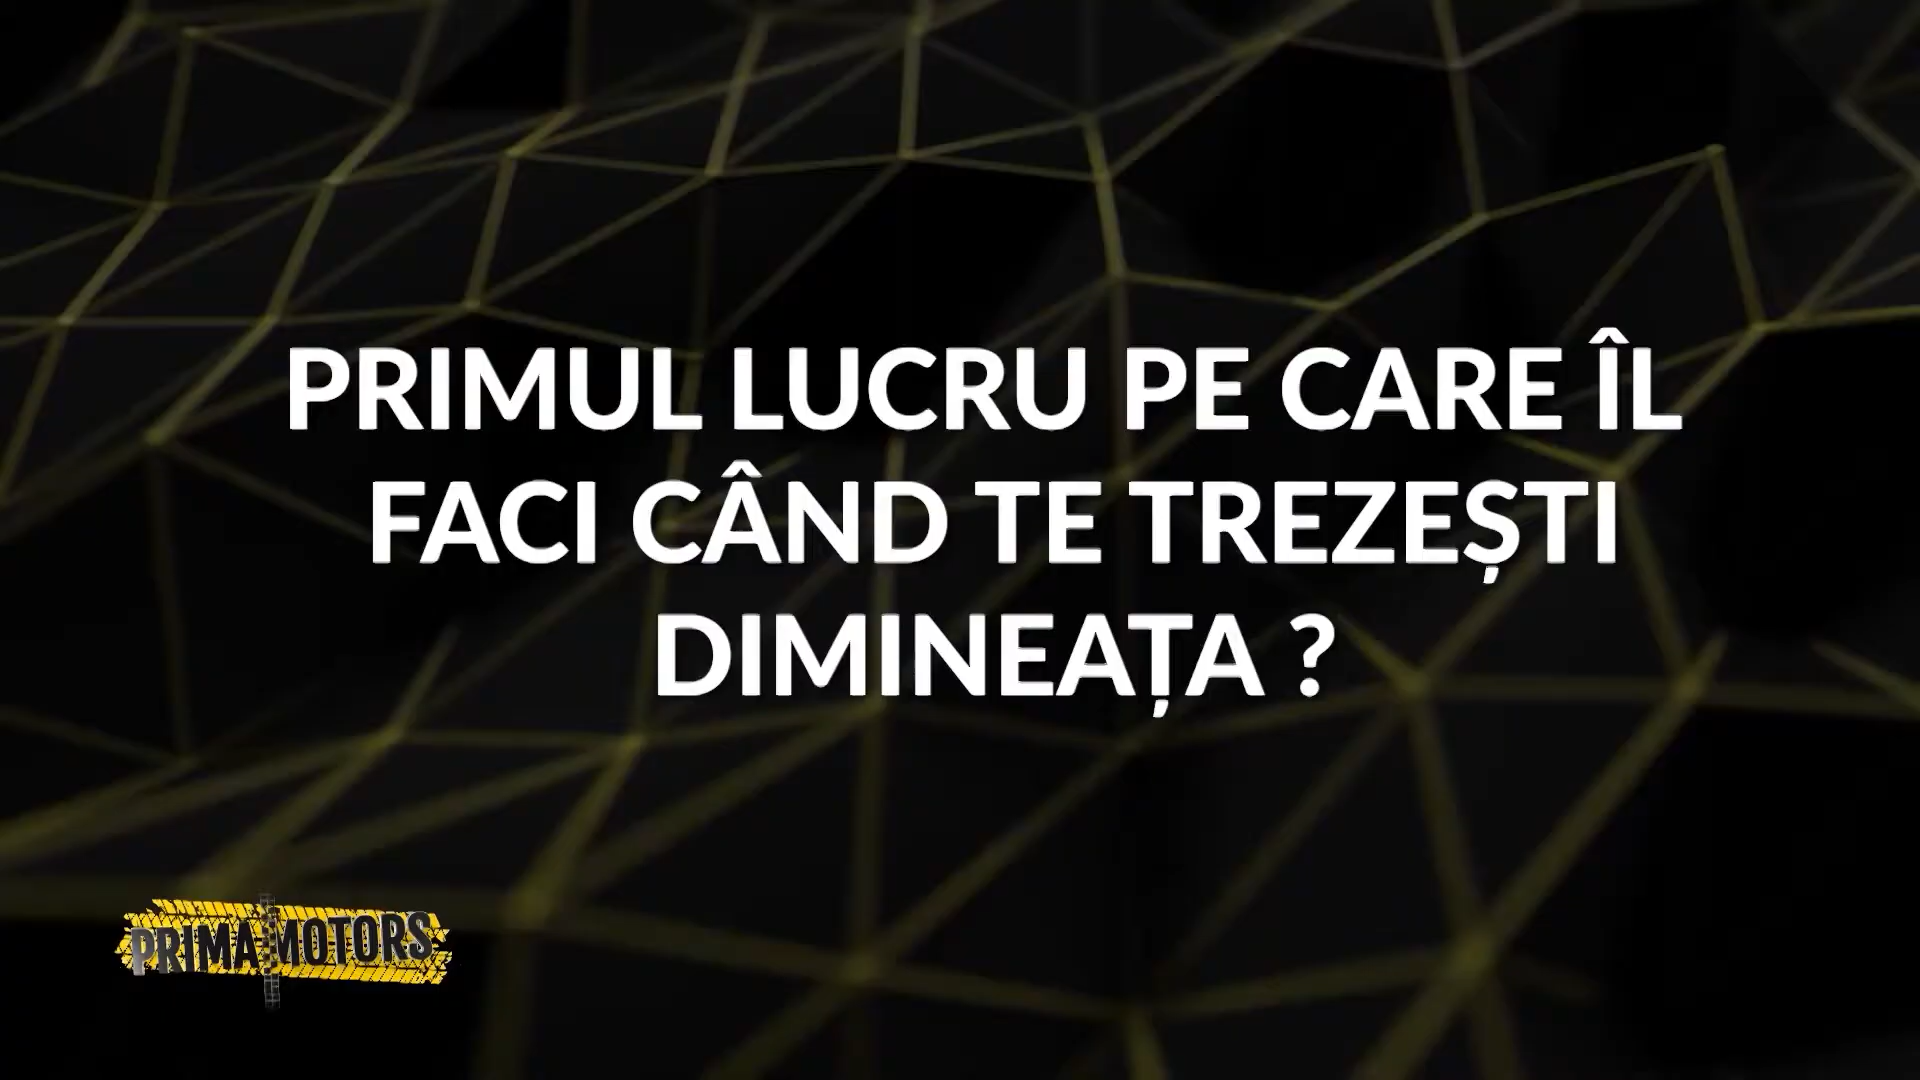 PRIMUL LUCRU PE CARE ÎL
FACI CÂND TE TREZEȘTI
DIMINEAȚA ?
PRIMA MOTORS